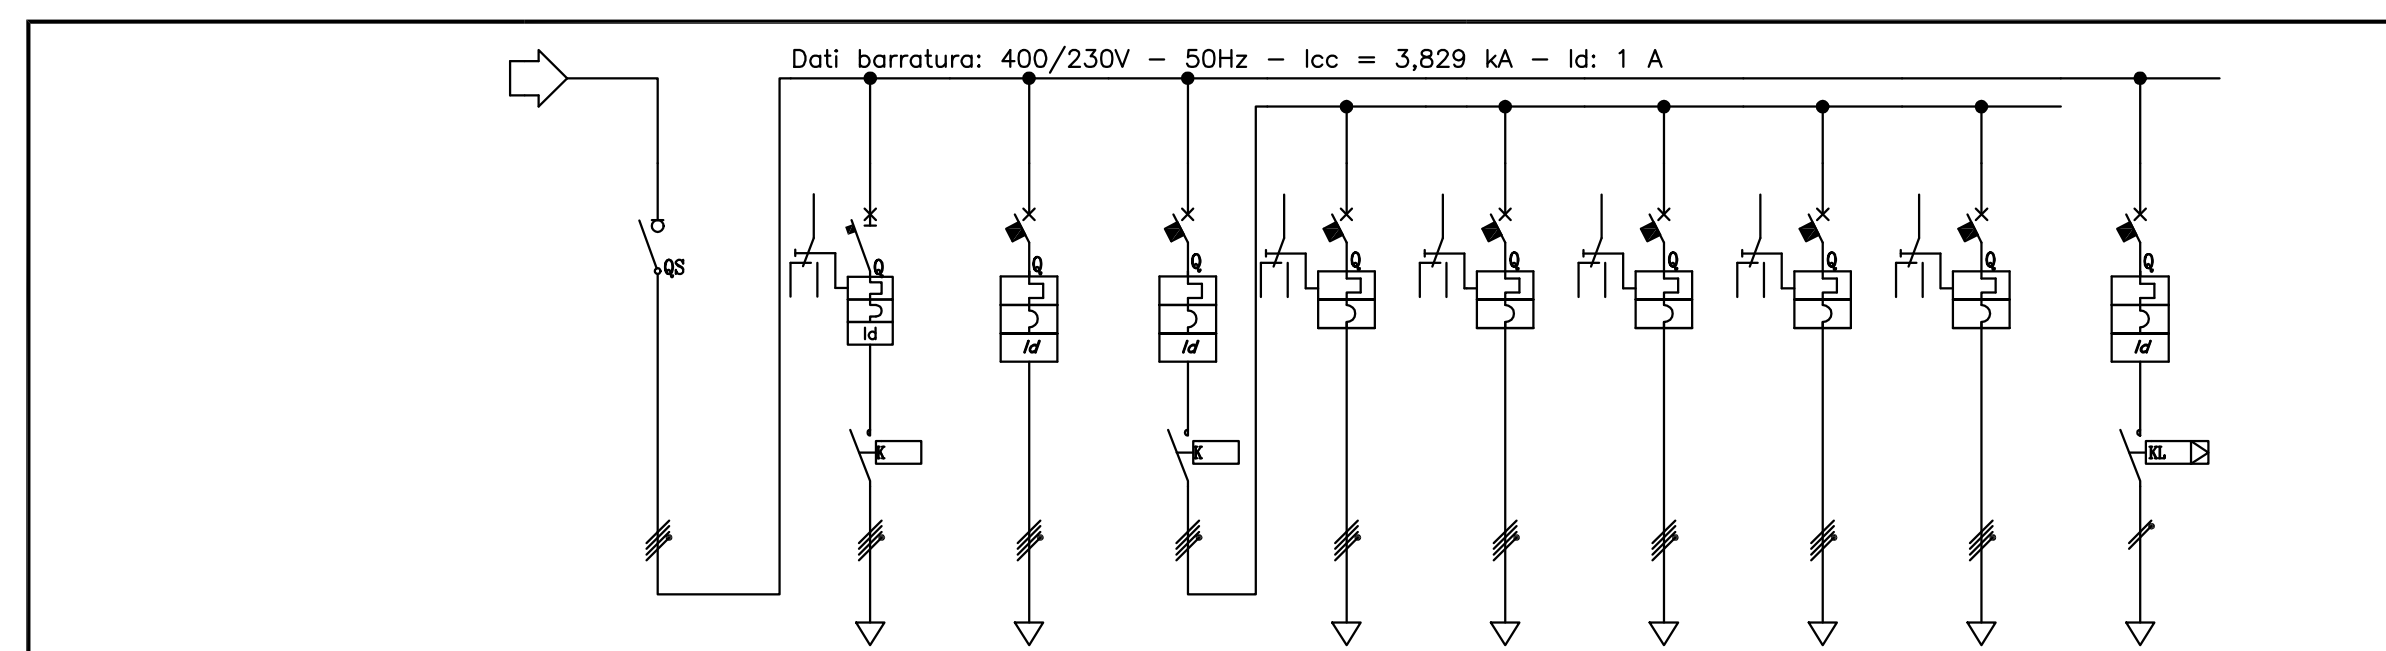 Dati barratura: 400/230V - 50Hz - Icc = 3,829 kA - Id: 1 A
QS
Q
Q
Q
Q
Q
Q
Q
Q
Q
Id
Id
Id
Id
K
K
KL